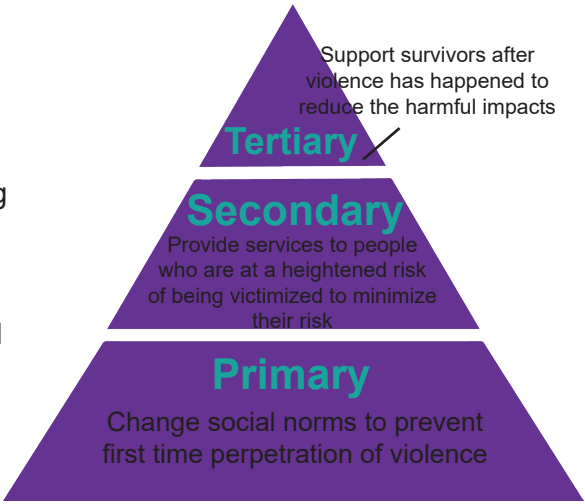 Support survivors after
violence has happened to
reduce the harmful impacts
Tertiary
g
Secondary
Provide services to people
who are at a heightened risk
of being victimized to minimize
their risk
Primary
Change social norms to prevent
first time perpetration of violence